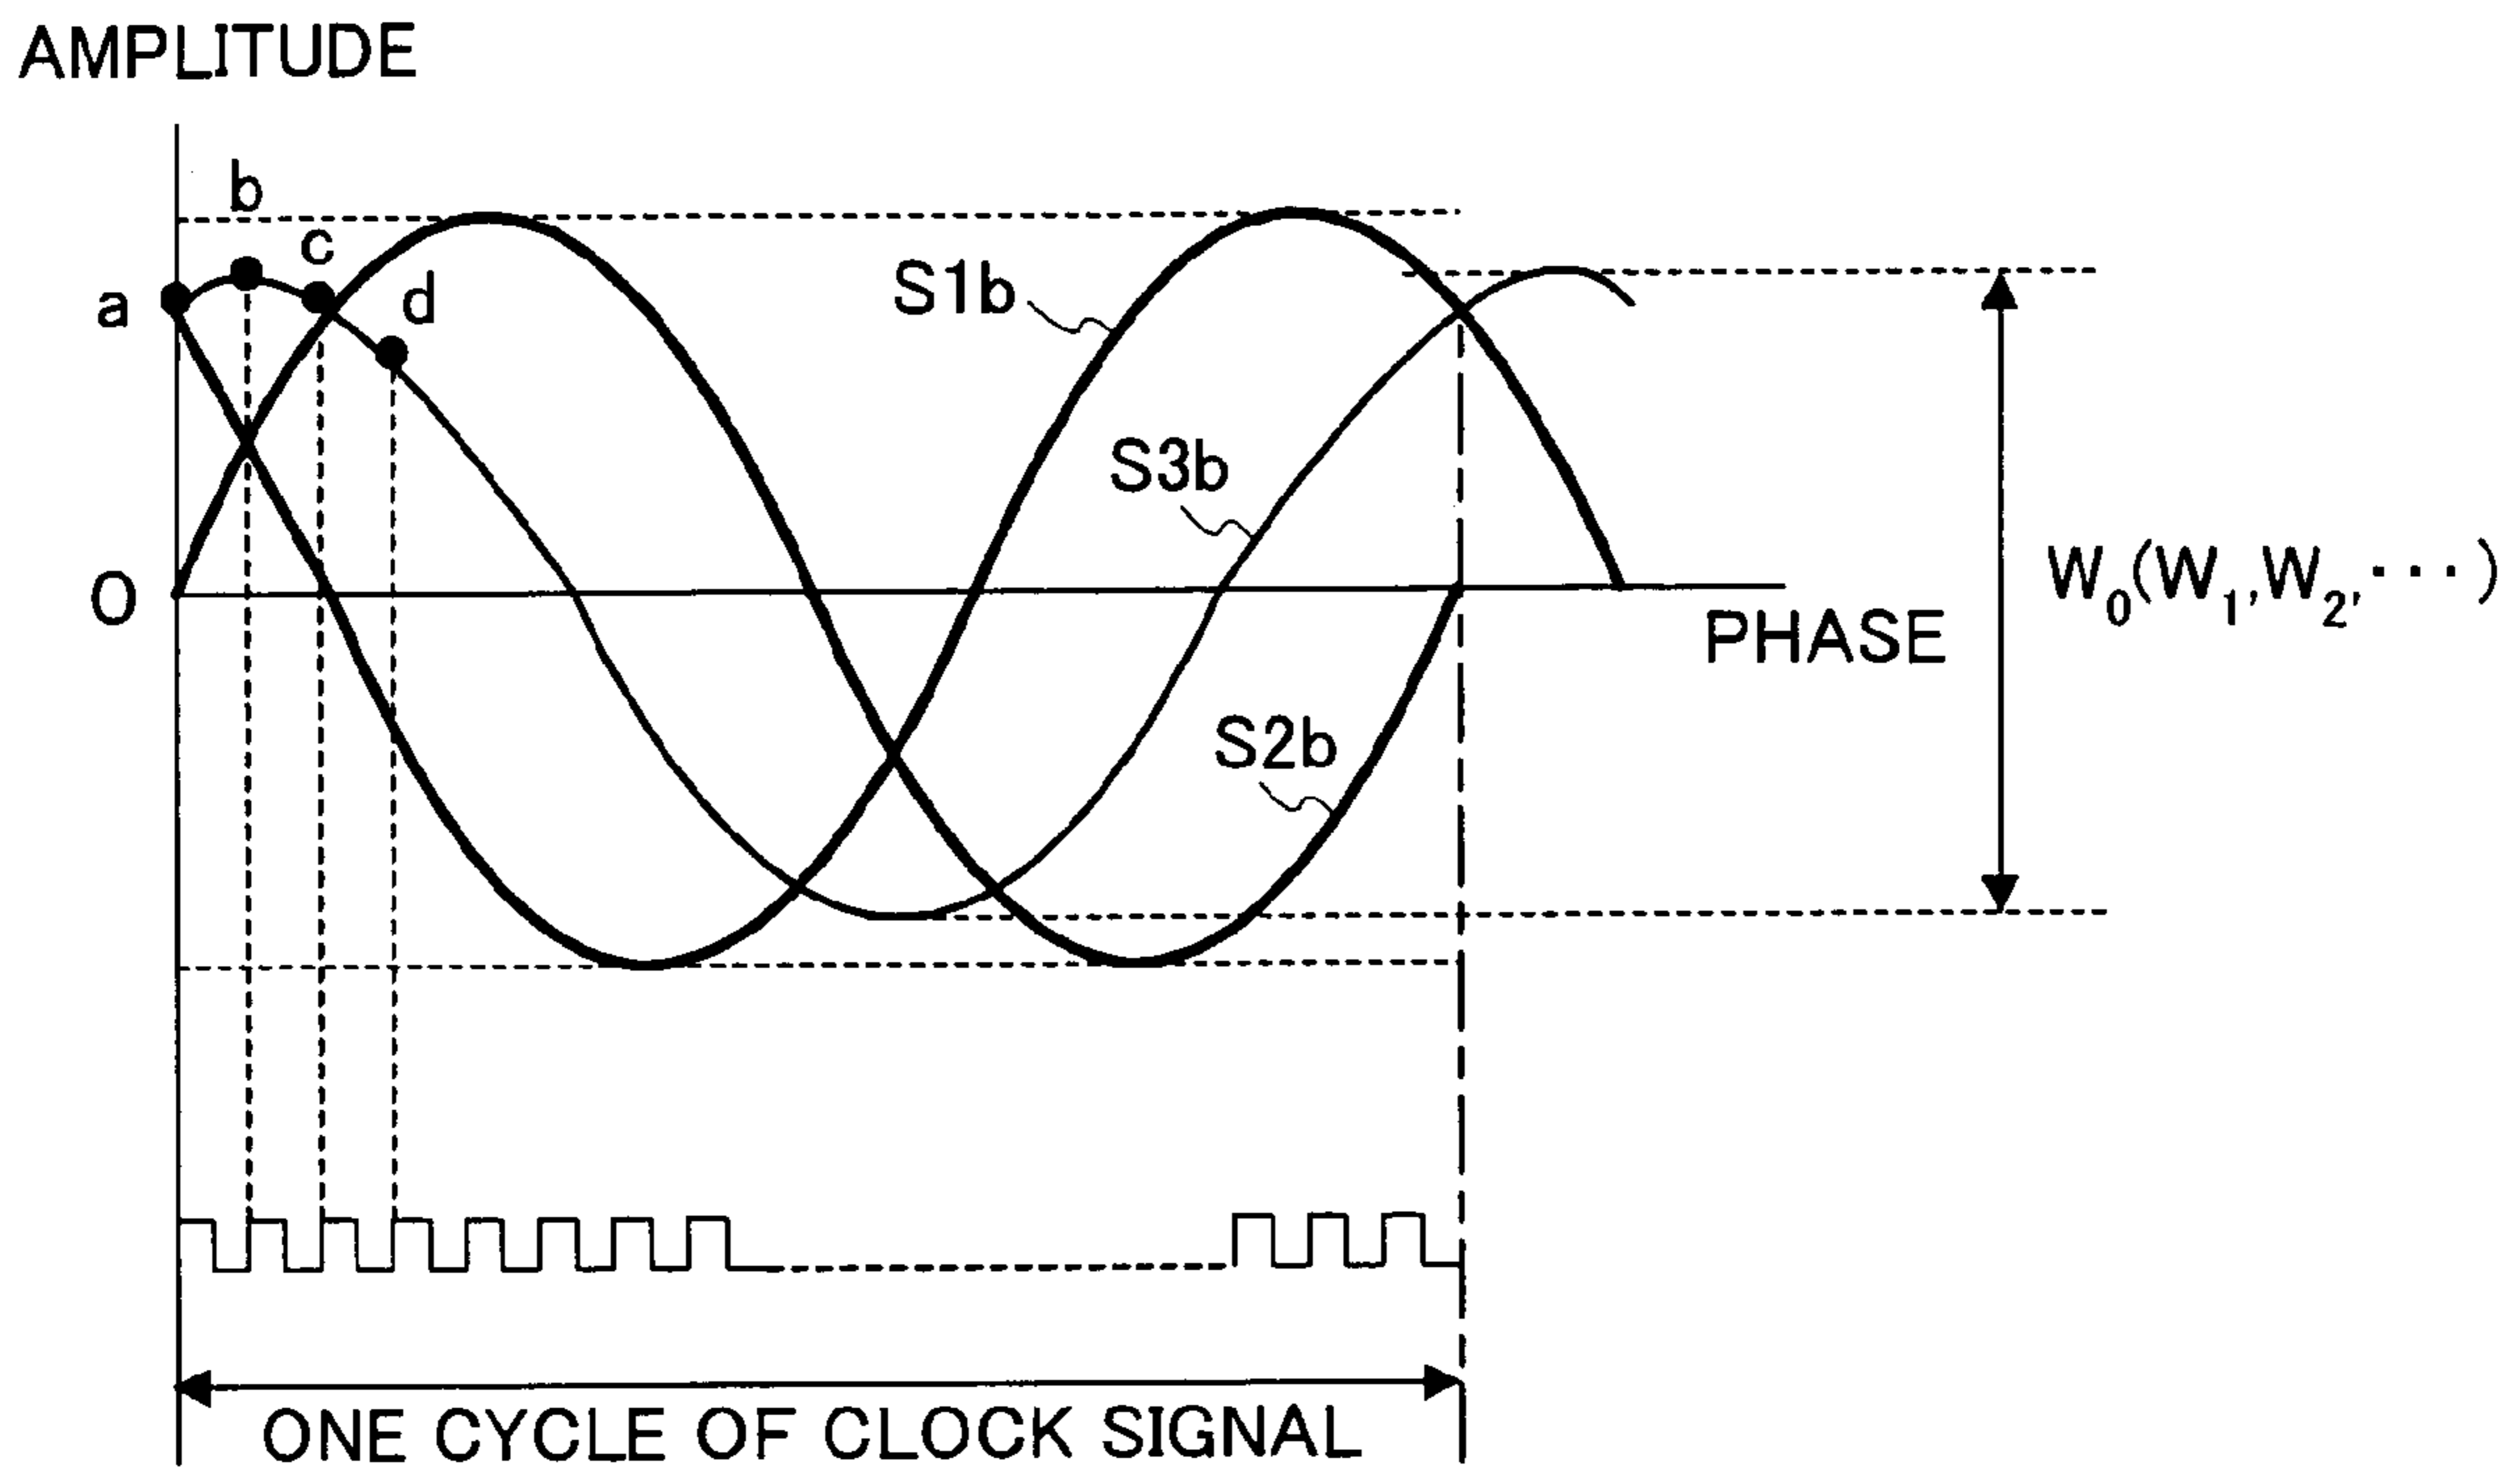 AMPLITUDE
b
c
a
d
S1b
S3b
O
W0(W1,W2, ･･･)
PHASE
S2b
ONE CYCLE OF CLOCK SIGNAL